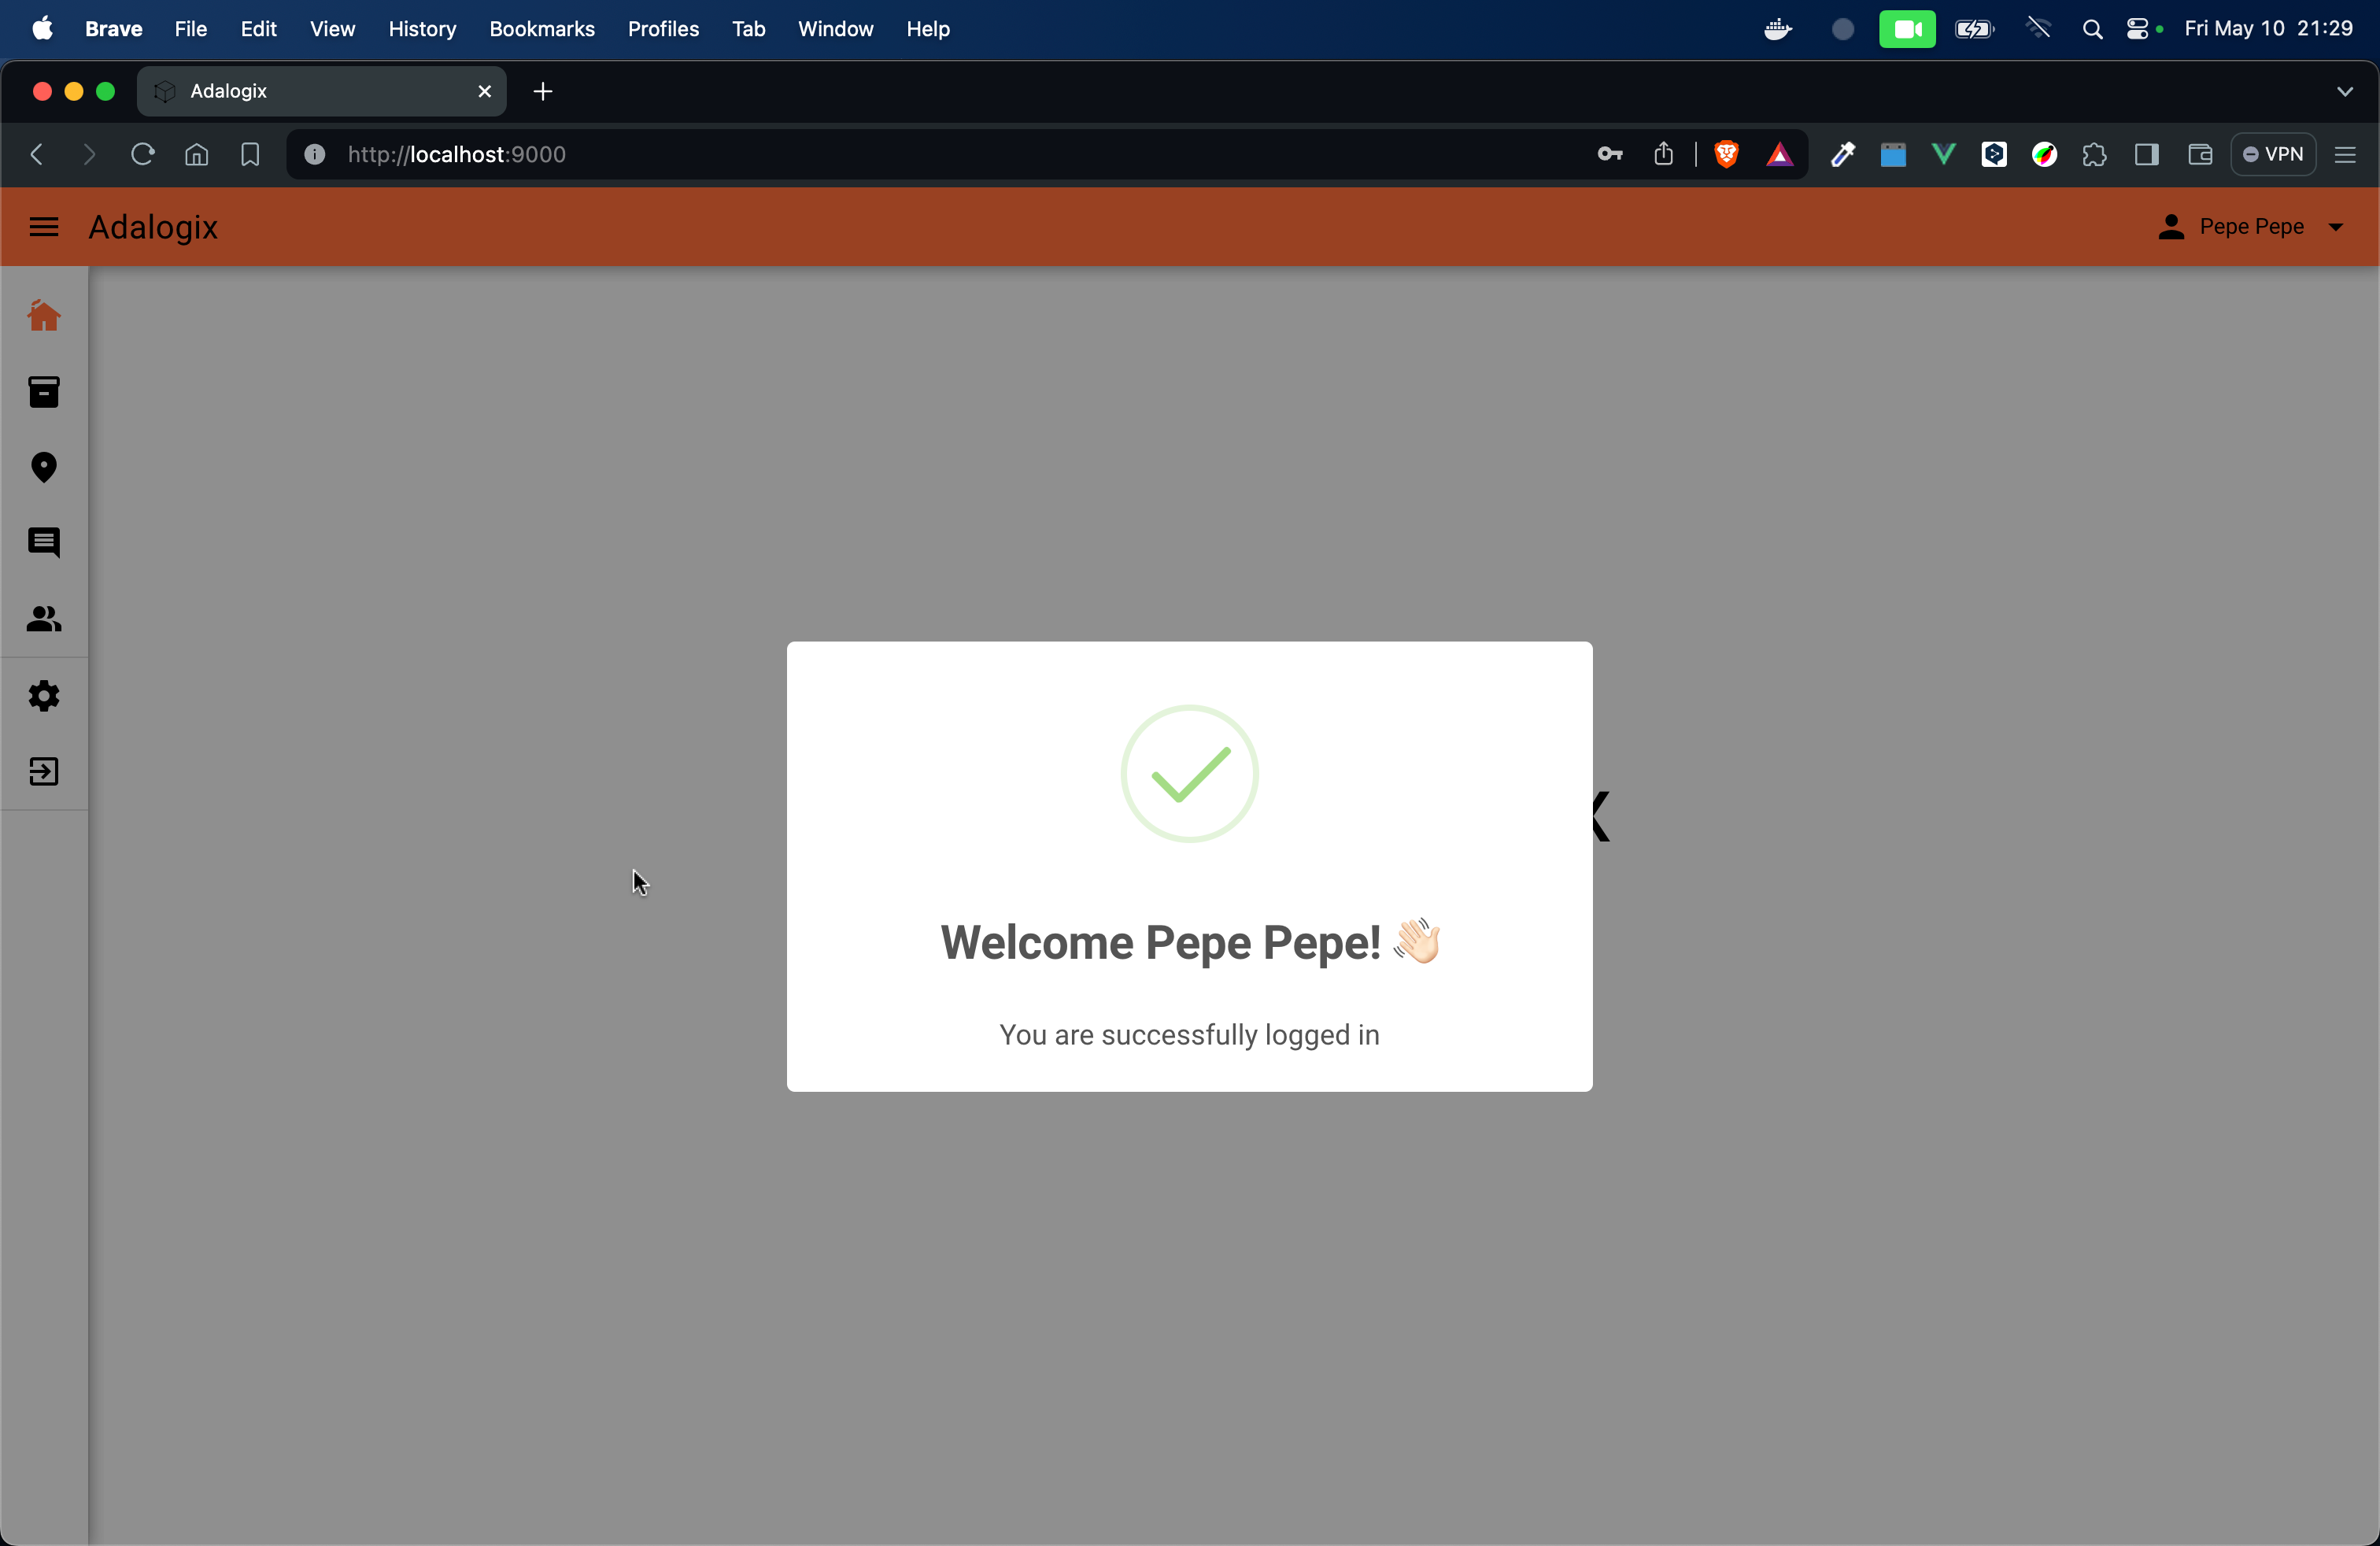 Brave File Edit View History Bookmarks Profiles Tab Window Help Fri May 10 21:29
Adalogix
http://localhost:9000 VPN
Adalogix Pepe Pepe
x
Welcome Pepe Pepe! 👋🏻
You are successfully logged in